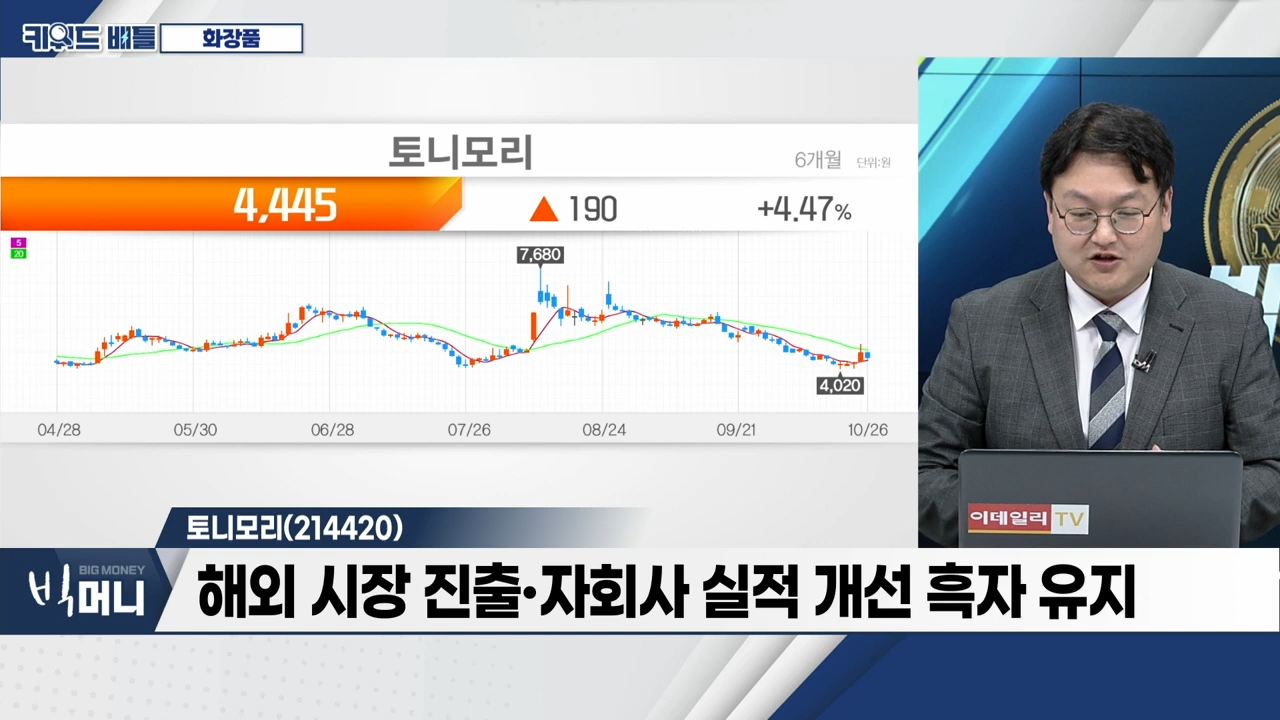 키워드 배틀
화장품
토니모리
6개월 단위:원
4,445 ▲ 190 +4.47%
5
20
7,680
4,020
04/28 05/30 06/28 07/26 08/24 09/21 10/26
이데일리 TV
토니모리(214420)
BIG MONEY
빅머니
해외 시장 진출·자회사 실적 개선 흑자 유지